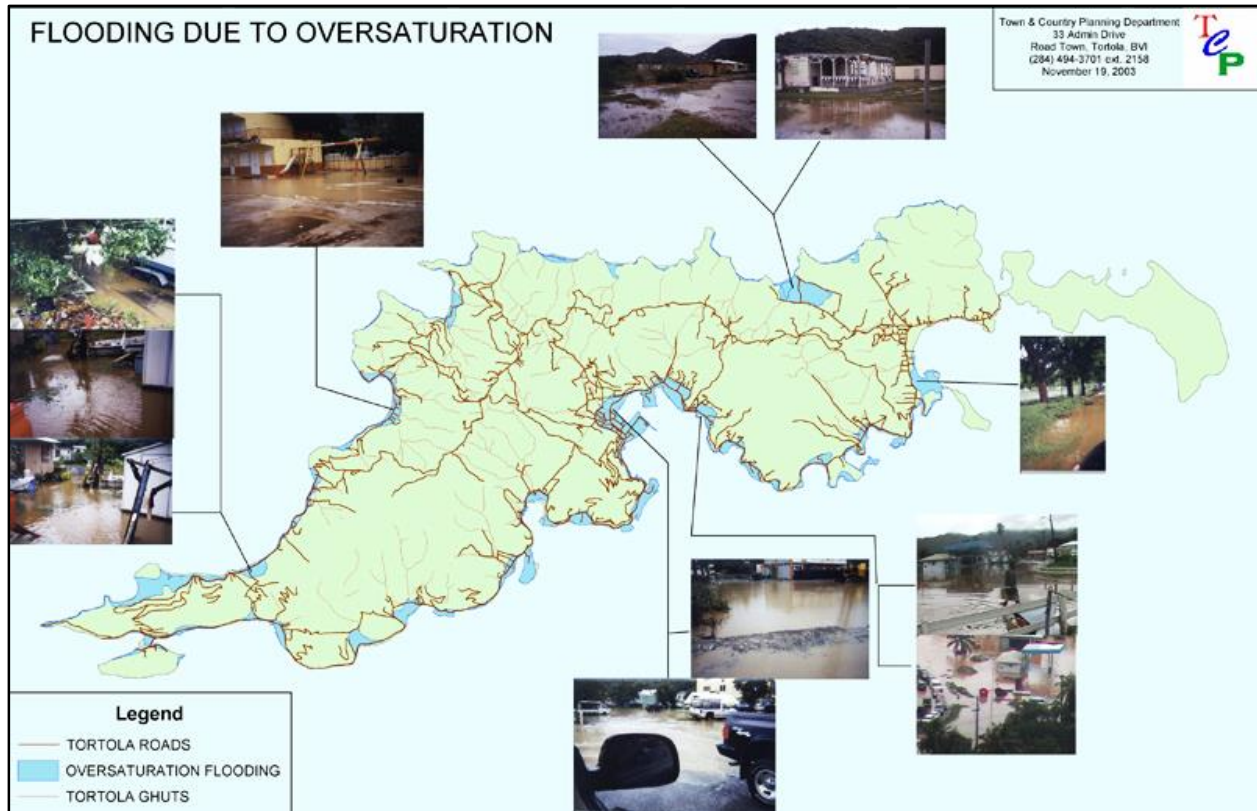 FLOODING DUE TO OVERSATURATION
Town & Country Planning Department
33 Admin Drive
Road Town, Tortola, BVI
(284) 494-3701 ext. 2158
November 19, 2003
TCP
Legend
TORTOLA ROADS
OVERSATURATION FLOODING
TORTOLA GHUTS